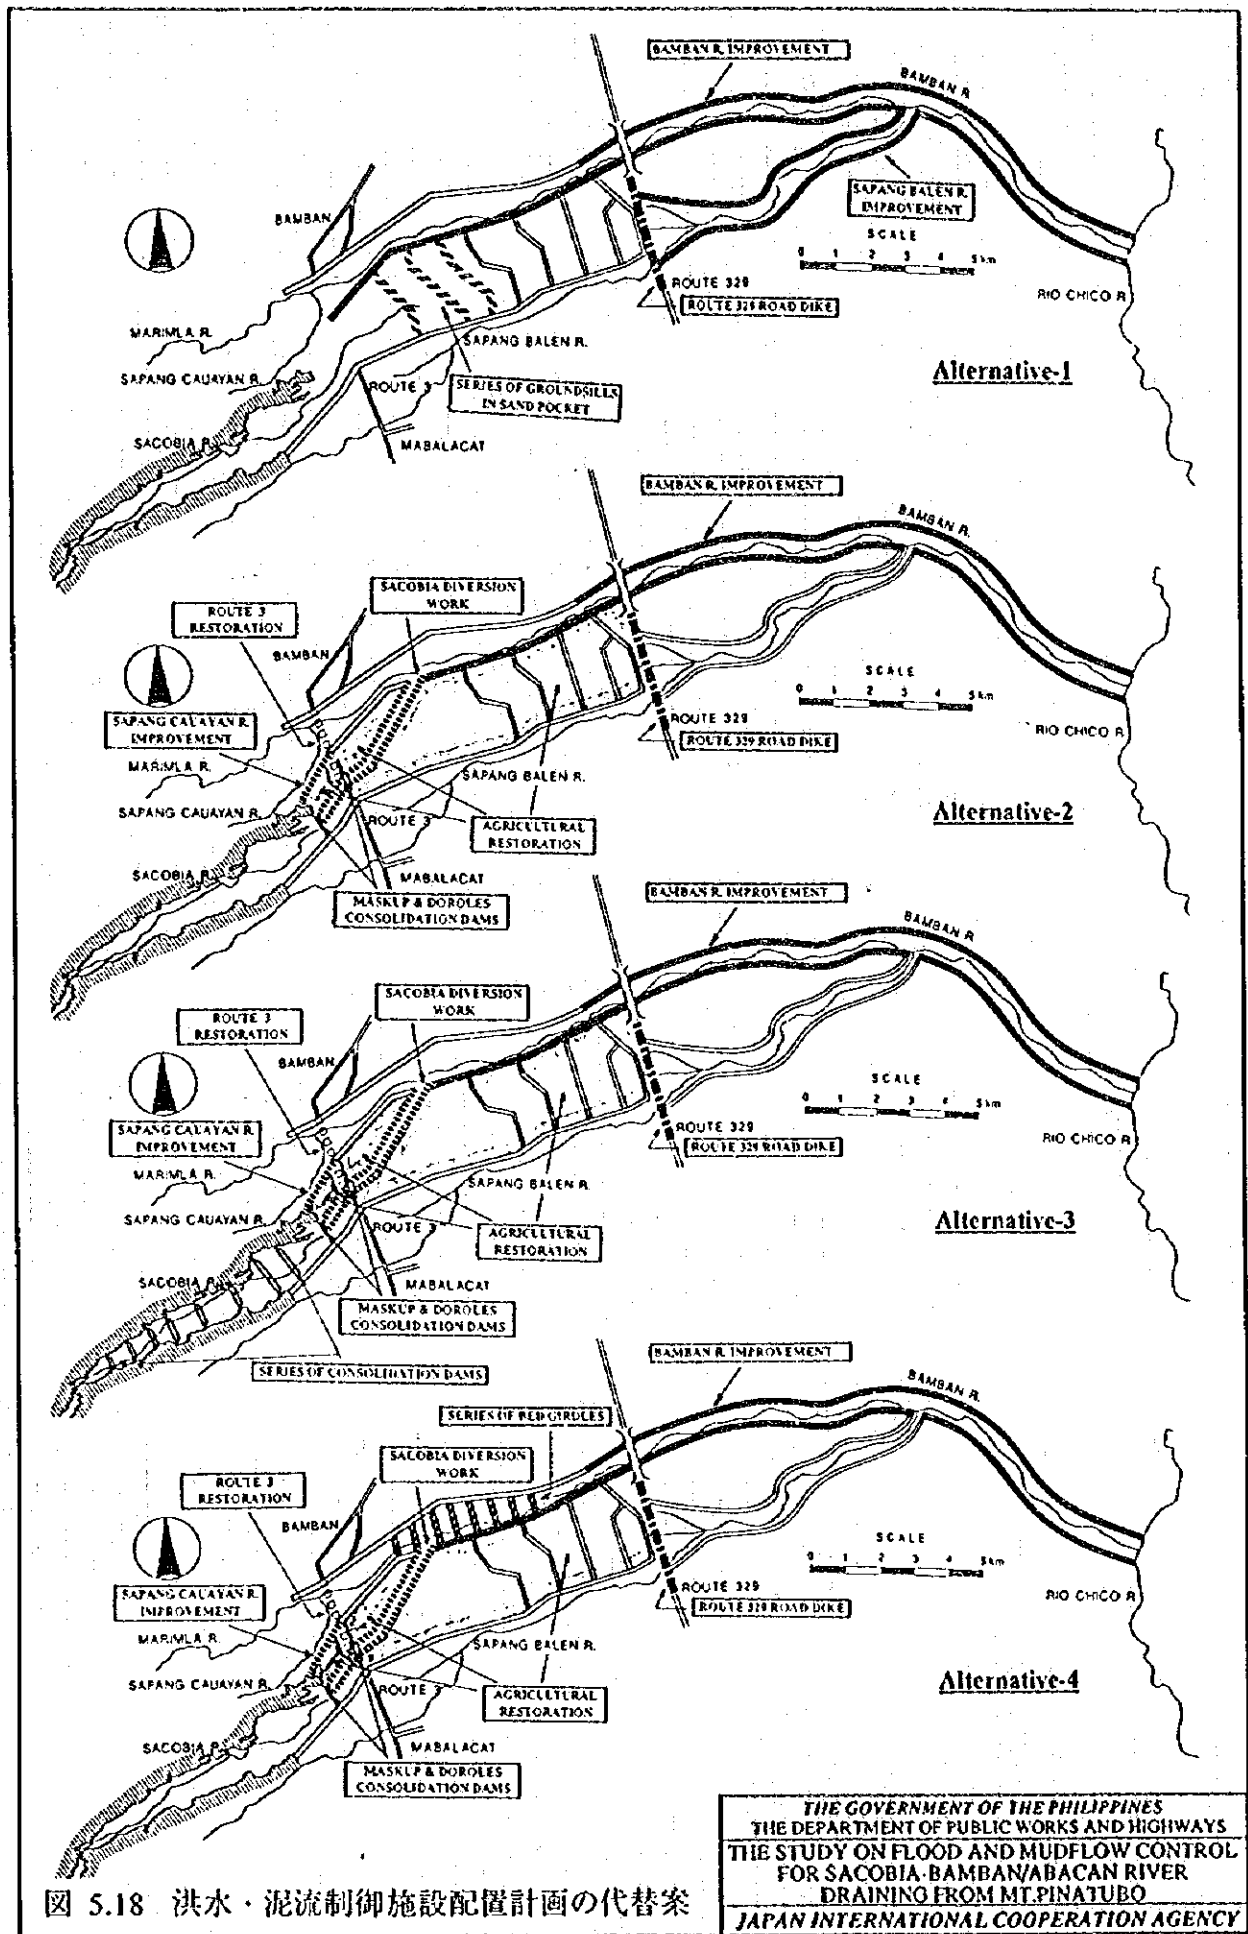 BAMBAN R. IMPROVEMENT
BAMBAN R.
SAPANG BALEN R.
IMPROVEMENT
SCALE
0 1 2 3 4 5 km
BAMBAN
ROUTE 329
ROUTE 329 ROAD DIKE
RIO CHICO R.
MARIMLA R.
SAPANG BALEN R.
SAPANG CAUAYAN R.
ROUTE 3
SERIES OF GROUNDSILLS
IN SAND POCKET
Alternative-1
SACOBIA R.
MABALACAT
BAMBAN R. IMPROVEMENT
BAMBAN R.
SACOBIA DIVERSION
WORK
ROUTE 3
RESTORATION
BAMBAN
SCALE
0 1 2 3 4 5 km
SAPANG CAUAYAN R.
IMPROVEMENT
ROUTE 329
ROUTE 329 ROAD DIKE
RIO CHICO R.
MARIMLA R.
SAPANG BALEN R.
SAPANG CAUAYAN R.
ROUTE 3
AGRICULTURAL
RESTORATION
Alternative-2
SACOBIA R.
MABALACAT
MASKUP & DOROLES
CONSOLIDATION DAMS
BAMBAN R. IMPROVEMENT
BAMBAN R.
SACOBIA DIVERSION
WORK
ROUTE 3
RESTORATION
BAMBAN
SCALE
0 1 2 3 4 5 km
SAPANG CAUAYAN R.
IMPROVEMENT
ROUTE 329
ROUTE 329 ROAD DIKE
RIO CHICO R.
MARIMLA R.
SAPANG BALEN R.
SAPANG CAUAYAN R.
ROUTE 3
AGRICULTURAL
RESTORATION
Alternative-3
SACOBIA R.
MABALACAT
MASKUP & DOROLES
CONSOLIDATION DAMS
SERIES OF CONSOLIDATION DAMS
BAMBAN R. IMPROVEMENT
BAMBAN R.
SERIES OF BED GIRDLES
SACOBIA DIVERSION
WORK
ROUTE 3
RESTORATION
BAMBAN
SCALE
0 1 2 3 4 5 km
SAPANG CAUAYAN R.
IMPROVEMENT
ROUTE 329
ROUTE 329 ROAD DIKE
RIO CHICO R.
MARIMLA R.
SAPANG BALEN R.
SAPANG CAUAYAN R.
ROUTE 3
AGRICULTURAL
RESTORATION
Alternative-4
SACOBIA R.
MABALACAT
MASKUP & DOROLES
CONSOLIDATION DAMS
図 5.18 洪水・泥流制御施設配置計画の代替案
THE GOVERNMENT OF THE PHILIPPINES
THE DEPARTMENT OF PUBLIC WORKS AND HIGHWAYS
THE STUDY ON FLOOD AND MUDFLOW CONTROL
FOR SACOBIA-BAMBAN/ABACAN RIVER
DRAINING FROM MT.PINATUBO
JAPAN INTERNATIONAL COOPERATION AGENCY